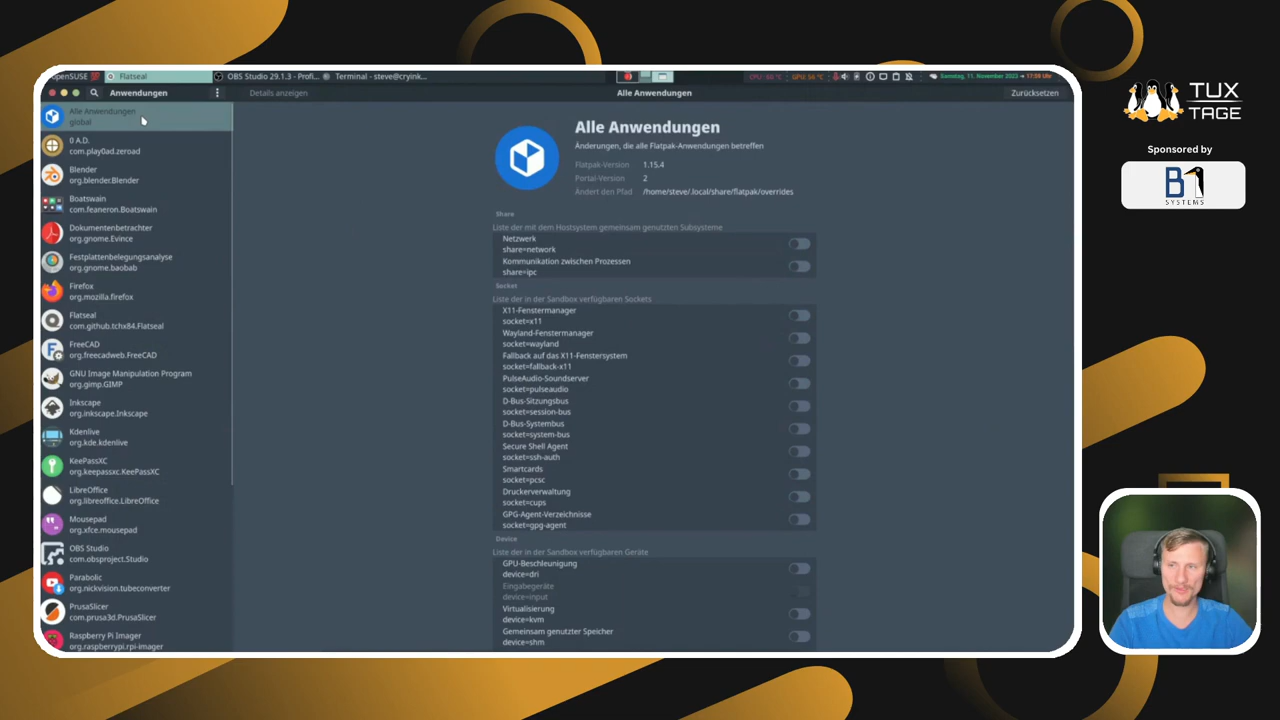 openSUSE
Flatseal
OBS Studio 29.1.3 - Profi...
Terminal - steve@cryink...
Samstag, 11. November 2023 ➔ 17:59 Uhr
Anwendungen
Details anzeigen
Alle Anwendungen
Zurücksetzen
Alle Anwendungen
global
0 A.D.
com.play0ad.zeroad
Blender
org.blender.Blender
Boatswain
com.feaneron.Boatswain
Dokumentenbetrachter
org.gnome.Evince
Festplattenbelegungsanalyse
org.gnome.baobab
Firefox
org.mozilla.firefox
Flatseal
com.github.tchx84.Flatseal
FreeCAD
org.freecadweb.FreeCAD
GNU Image Manipulation Program
org.gimp.GIMP
Inkscape
org.inkscape.Inkscape
Kdenlive
org.kde.kdenlive
KeePassXC
org.keepassxc.KeePassXC
LibreOffice
org.libreoffice.LibreOffice
Mousepad
org.xfce.mousepad
OBS Studio
com.obsproject.Studio
Parabolic
org.nickvision.tubeconverter
PrusaSlicer
com.prusa3d.PrusaSlicer
Raspberry Pi Imager
org.raspberrypi.rpi-imager
Alle Anwendungen
Änderungen, die alle Flatpak-Anwendungen betreffen
Flatpak-Version 1.15.4
Portal-Version 2
Ändert den Pfad /home/steve/.local/share/flatpak/overrides
Share
Liste der mit dem Hostsystem gemeinsam genutzten Subsysteme
Netzwerk
share=network
Kommunikation zwischen Prozessen
share=ipc
Socket
Liste der in der Sandbox verfügbaren Sockets
X11-Fenstermanager
socket=x11
Wayland-Fenstermanager
socket=wayland
Fallback auf das X11-Fenstersystem
socket=fallback-x11
PulseAudio-Soundserver
socket=pulseaudio
D-Bus-Sitzungsbus
socket=session-bus
D-Bus-Systembus
socket=system-bus
Secure Shell Agent
socket=ssh-auth
Smartcards
socket=pcsc
Druckerverwaltung
socket=cups
GPG-Agent-Verzeichnisse
socket=gpg-agent
Device
Liste der in der Sandbox verfügbaren Geräte
GPU-Beschleunigung
device=dri
Eingabegeräte
device=input
Virtualisierung
device=kvm
Gemeinsam genutzter Speicher
device=shm
TUX
TAGE
Sponsored by
B1
SYSTEMS